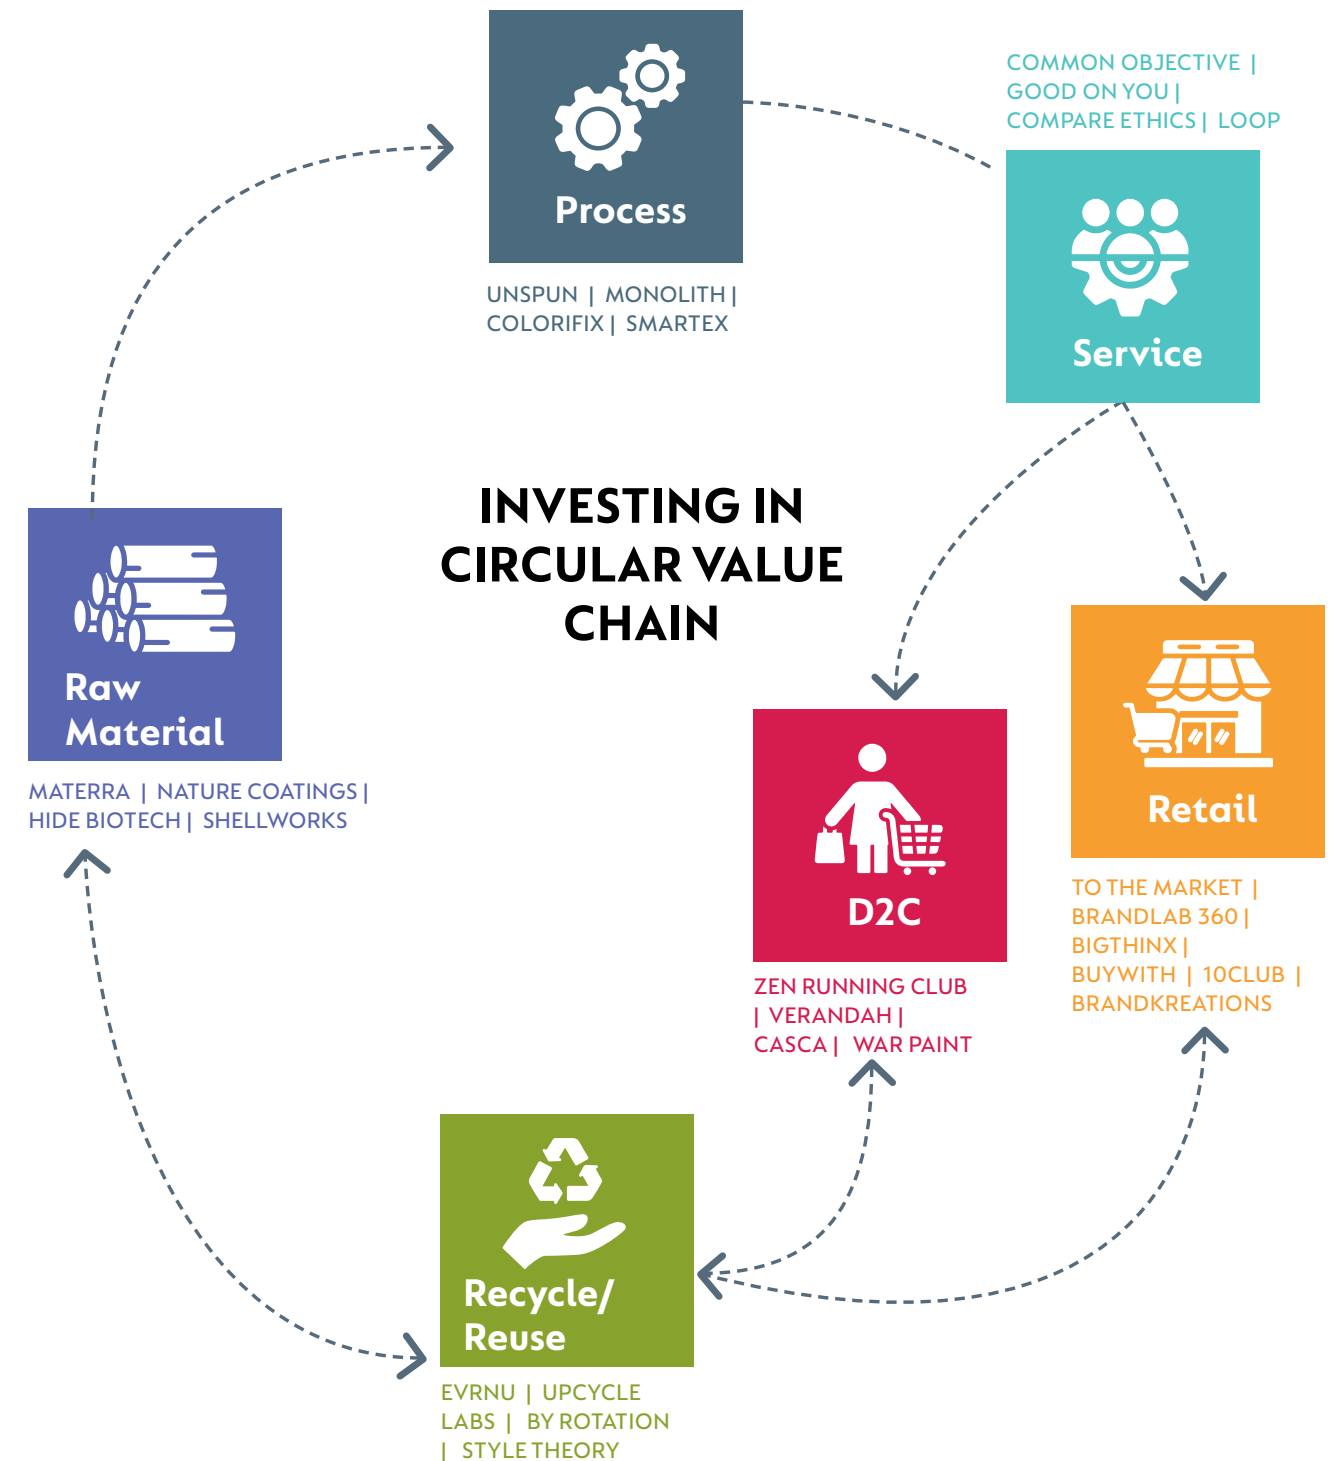 Process
UNSPUN | MONOLITH |
COLORIFIX | SMARTEX
COMMON OBJECTIVE |
GOOD ON YOU |
COMPARE ETHICS | LOOP
Service
INVESTING IN
CIRCULAR VALUE
CHAIN
Raw
Material
MATERRA | NATURE COATINGS |
HIDE BIOTECH | SHELLWORKS
D2C
ZEN RUNNING CLUB
| VERANDAH |
CASCA | WAR PAINT
Retail
TO THE MARKET |
BRANDLAB 360 |
BIGTHINX |
BUYWITH | 10CLUB |
BRANDKREATIONS
Recycle/
Reuse
EVRNU | UPCYCLE
LABS | BY ROTATION
| STYLE THEORY